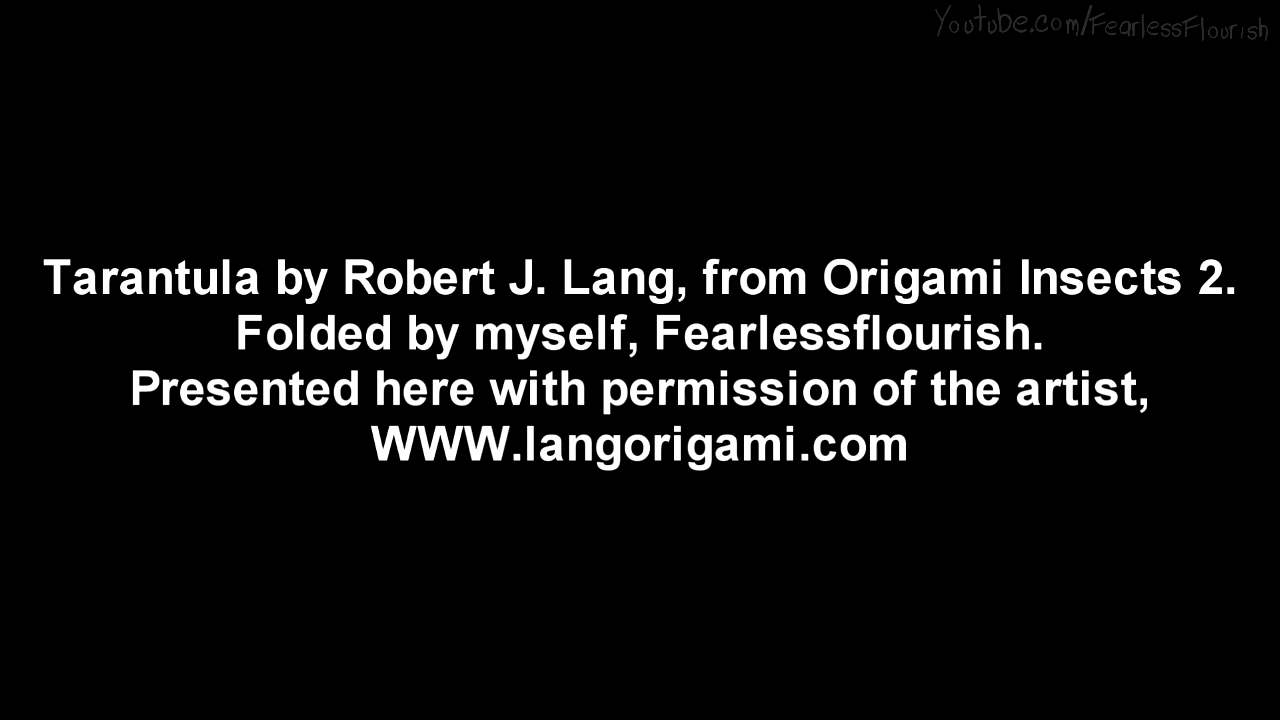 Youtube.com/FearlessFlourish
Tarantula by Robert J. Lang, from Origami Insects 2.
Folded by myself, Fearlessflourish.
Presented here with permission of the artist,
WWW.langorigami.com